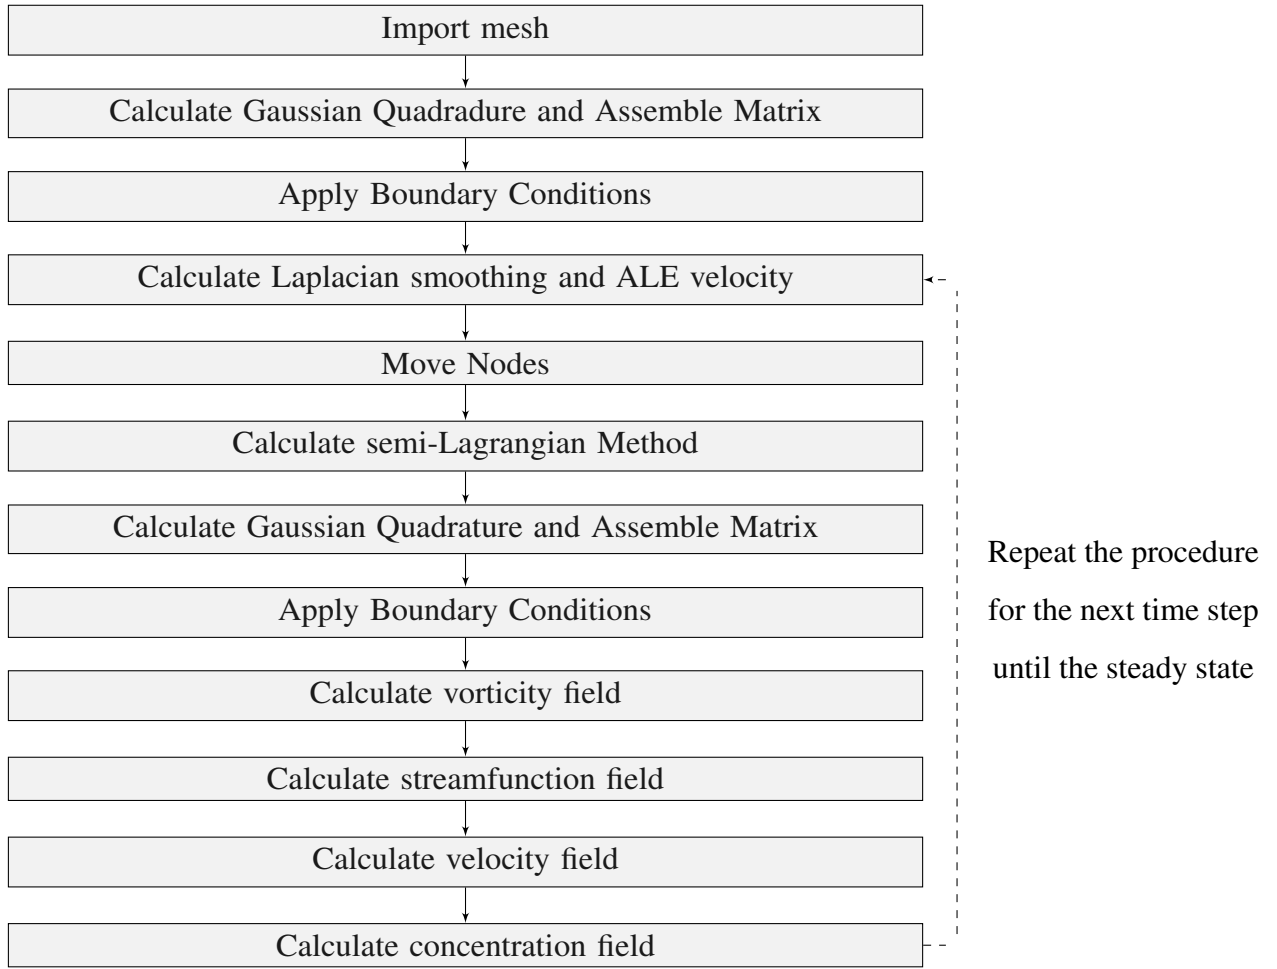 Import mesh
Calculate Gaussian Quadradure and Assemble Matrix
Apply Boundary Conditions
Calculate Laplacian smoothing and ALE velocity
Move Nodes
Calculate semi-Lagrangian Method
Calculate Gaussian Quadrature and Assemble Matrix
Apply Boundary Conditions
Calculate vorticity field
Calculate streamfunction field
Calculate velocity field
Calculate concentration field
Repeat the procedure
for the next time step
until the steady state